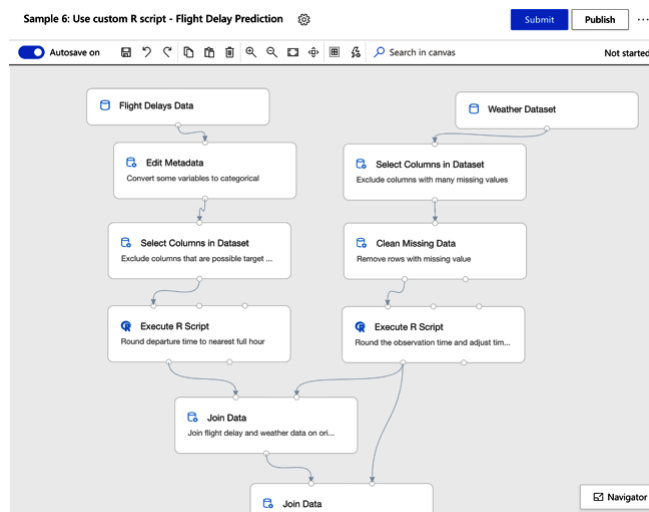 Sample 6: Use custom R script - Flight Delay Prediction
Submit
Publish
...
Autosave on
Search in canvas
Not started
Flight Delays Data
Weather Dataset
Edit Metadata
Convert some variables to categorical
Select Columns in Dataset
Exclude columns with many missing values
Select Columns in Dataset
Exclude columns that are possible target ...
Clean Missing Data
Remove rows with missing value
Execute R Script
Round departure time to nearest full hour
Execute R Script
Round the observation time and adjust tim...
Join Data
Join flight delay and weather data on ori...
Join Data
Navigator